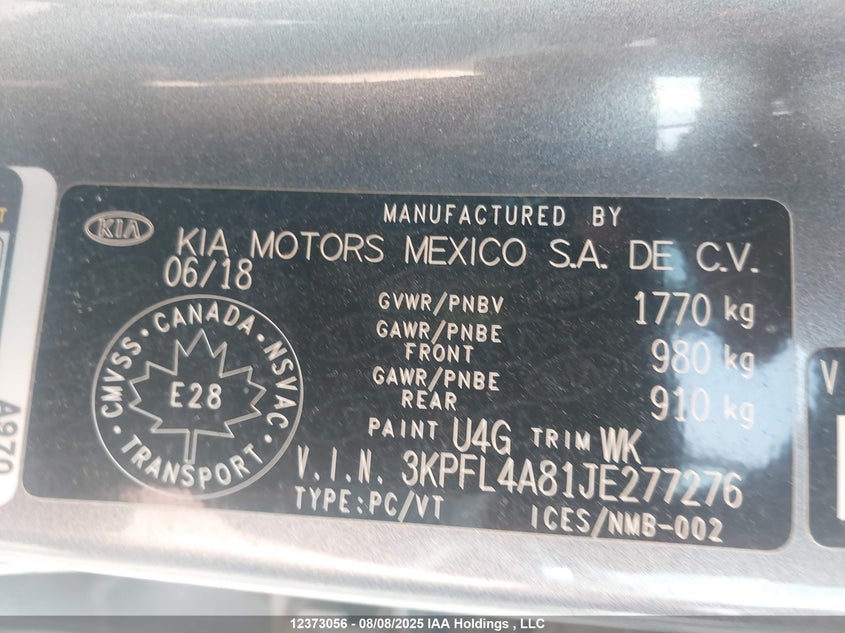 MANUFACTURED BY
KIA
KIA MOTORS MEXICO S.A. DE C.V.
06/18
GVWR/PNBV 1770 kg
GAWR/PNBE FRONT 980 kg
GAWR/PNBE REAR 910 kg
PAINT U4G TRIM WK
CMVSS • CANADA • NSVAC • TRANSPORT •
E28
V.I.N. 3KPFL4A81JE277276
TYPE:PC/VT ICES/NMB-002
A970
T
V
12373056 - 08/08/2025 IAA Holdings , LLC